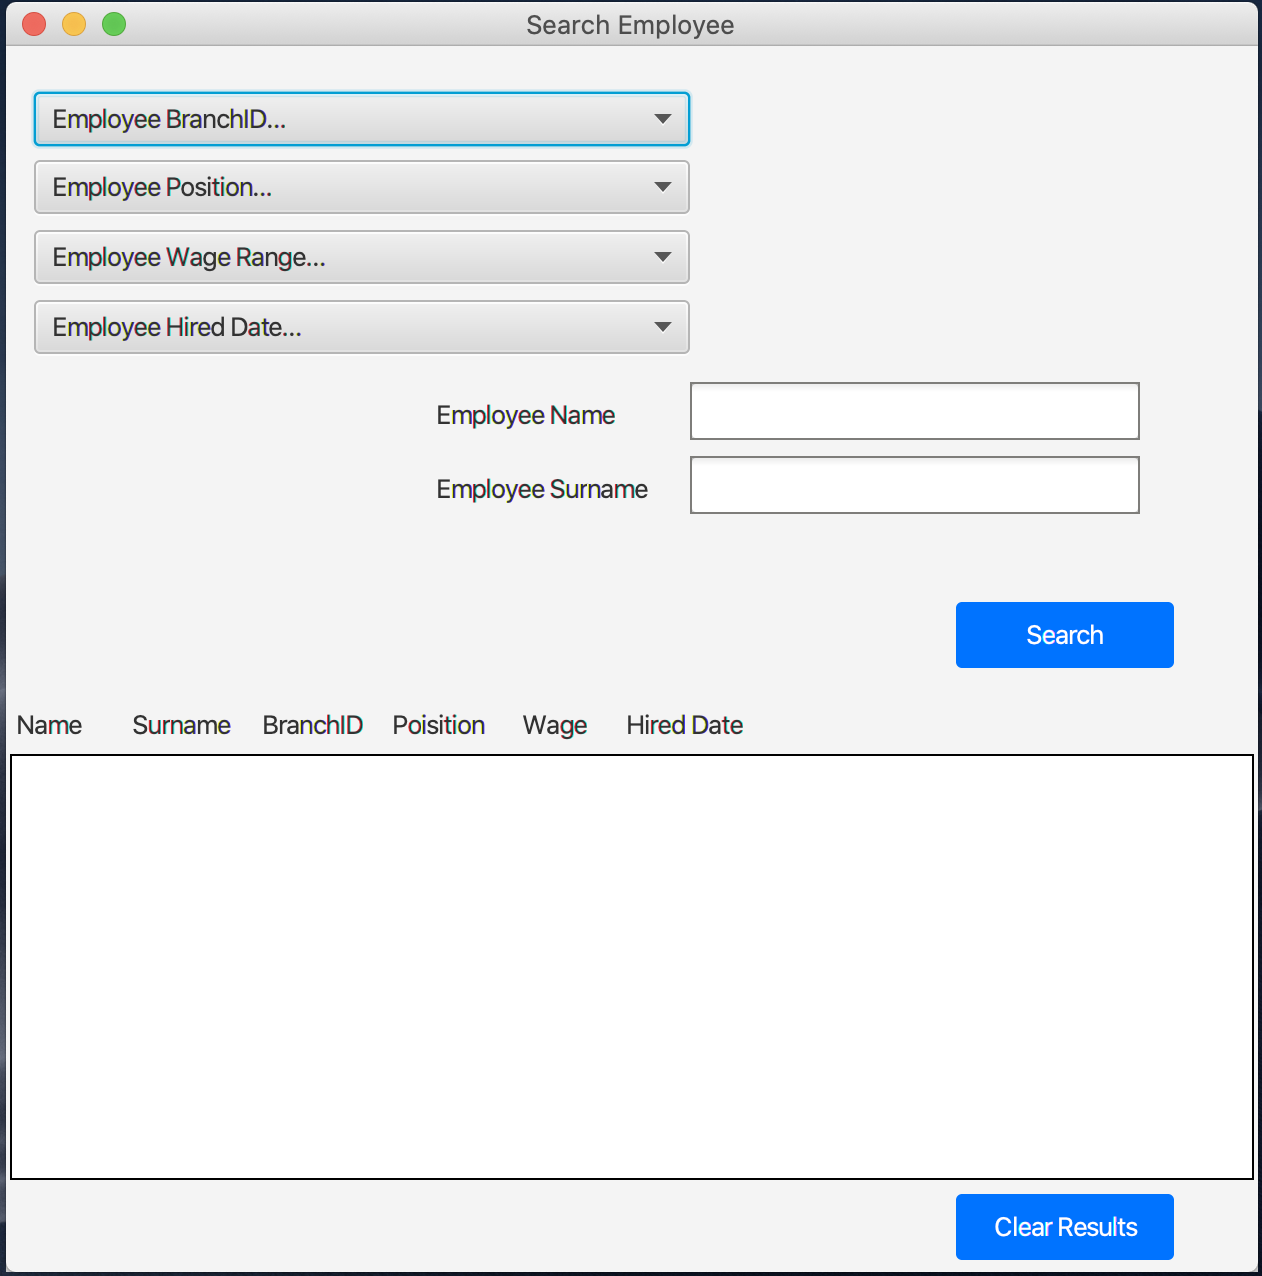 Search Employee
Employee BranchID...
Employee Position...
Employee Wage Range...
Employee Hired Date...
Employee Name
Employee Surname
Search
Name Surname BranchID Poisition Wage Hired Date
Clear Results